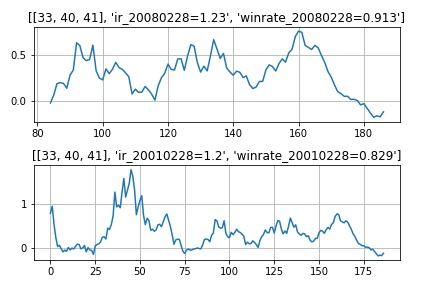 [[33, 40, 41], 'ir_20080228=1.23', 'winrate_20080228=0.913']
0.5
0.0
84 100 120 140 160 180
[[33, 40, 41], 'ir_20010228=1.2', 'winrate_20010228=0.829']
1
0
0 25 50 75 100 125 150 175